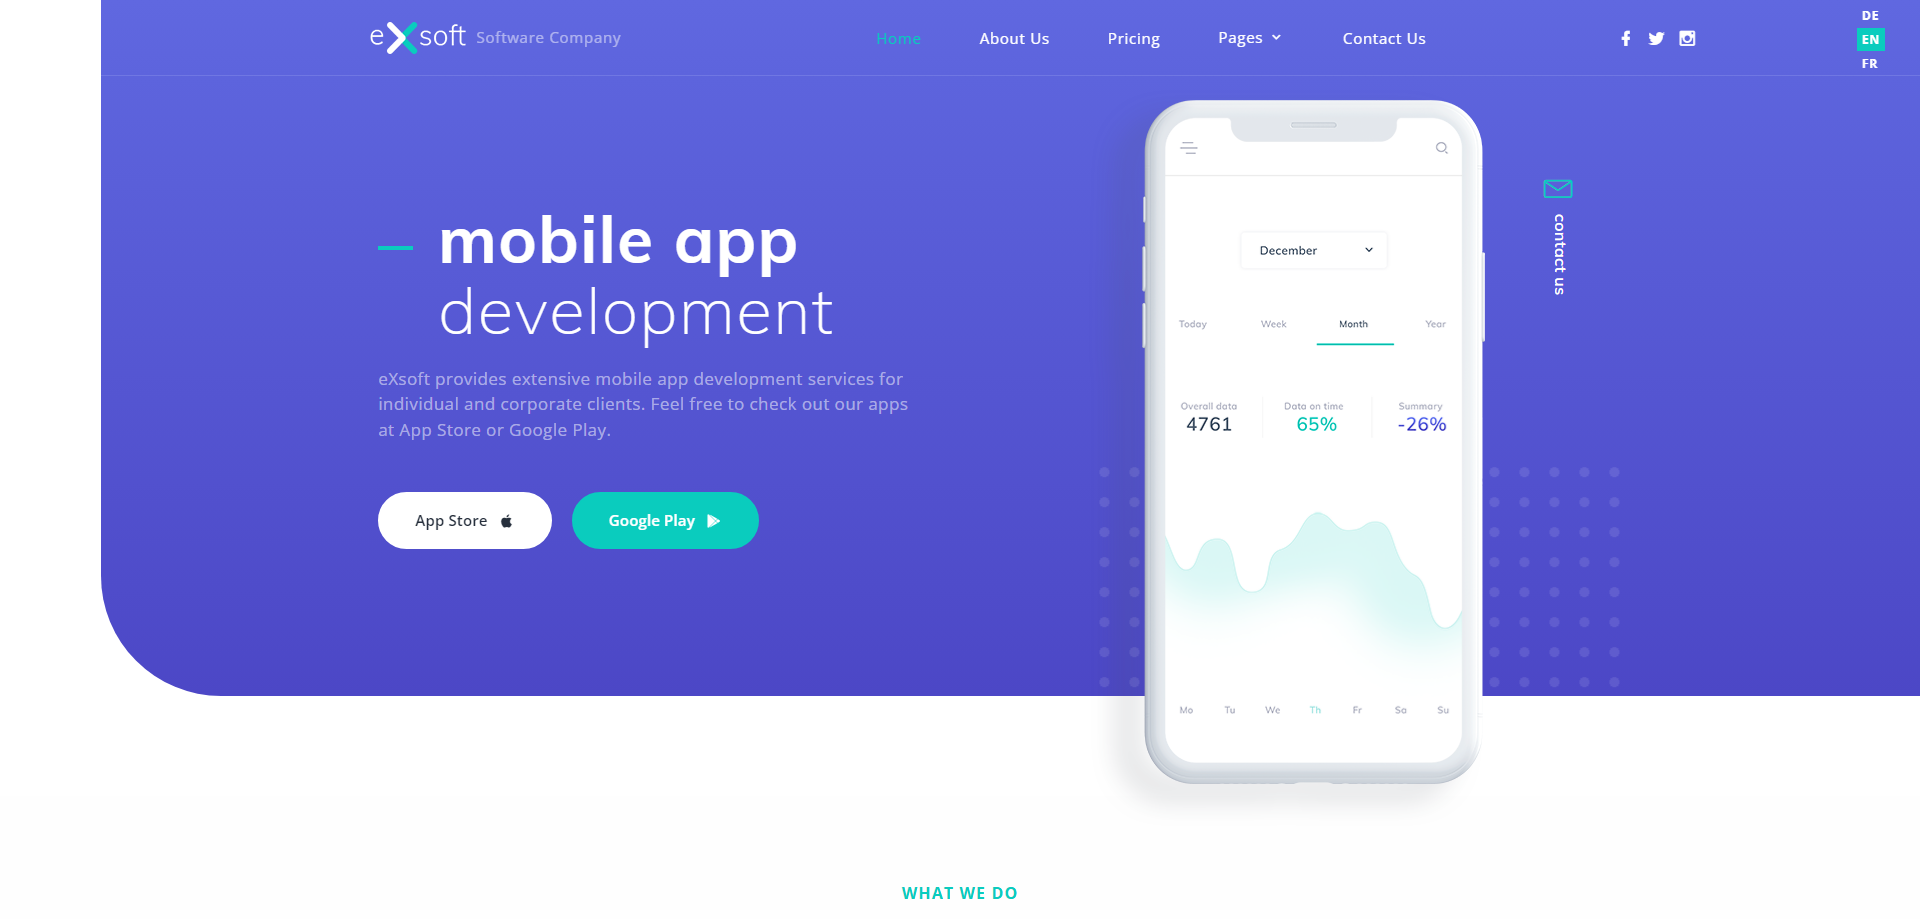 eXsoft Software Company
Home
About Us
Pricing
Pages
Contact Us
DE
EN
FR
mobile app
development
eXsoft provides extensive mobile app development services for
individual and corporate clients. Feel free to check out our apps
at App Store or Google Play.
App Store
Google Play
December
Today Week Month Year
Overall data Data on time Summary
4761 65% -26%
Mo Tu We Th Fr Sa Su
contact us
WHAT WE DO